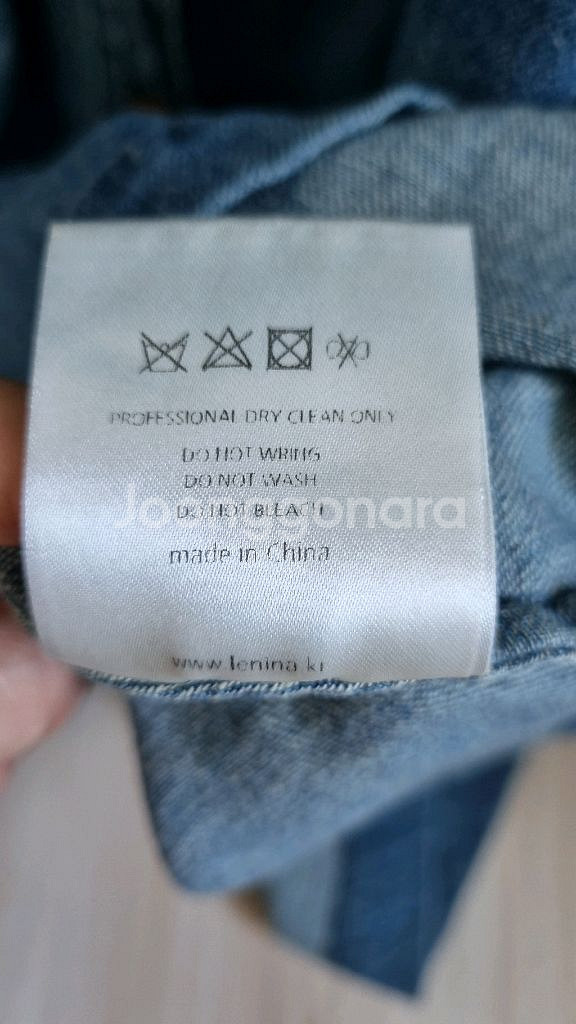 PROFESSIONAL DRY CLEAN ONLY
DO NOT WRING
DO NOT WASH
DO NOT BLEACH
Joonggonara
made in China
www.lenina.kr